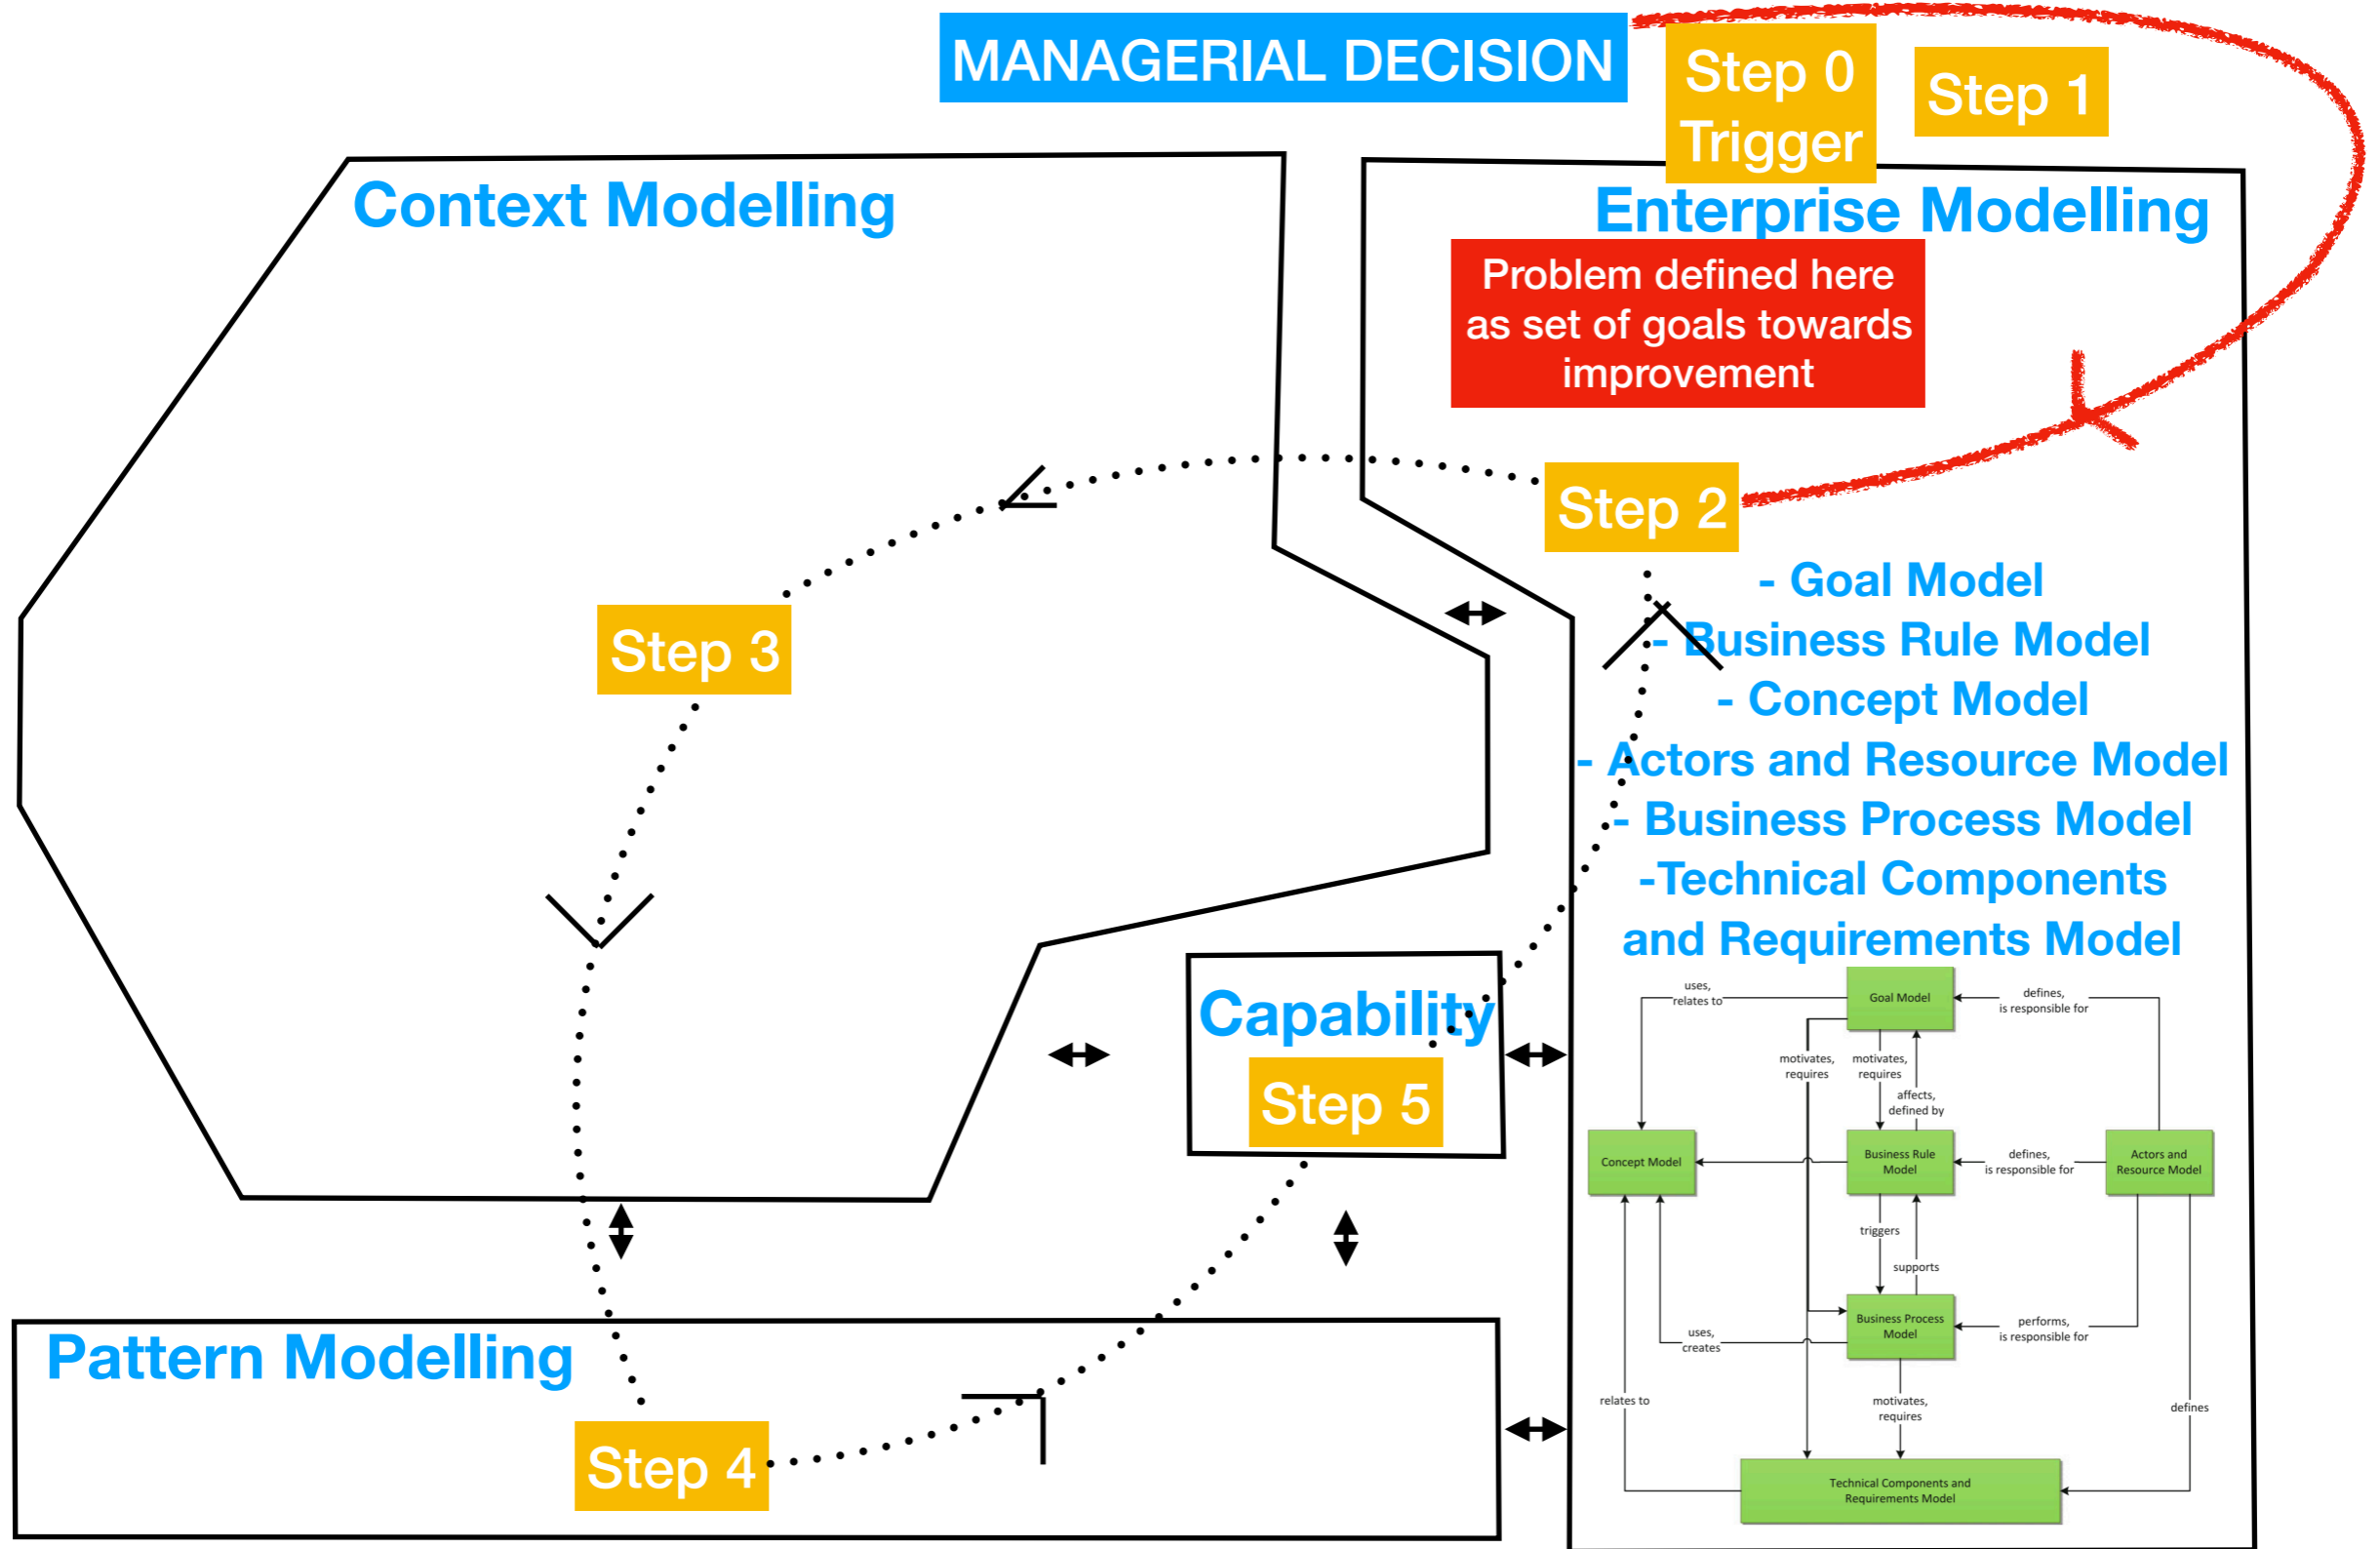 MANAGERIAL DECISION
Step 0
Trigger
Step 1
Context Modelling
Enterprise Modelling
Problem defined here
as set of goals towards
improvement
Step 2
Step 3
- Goal Model
- Business Rule Model
- Concept Model
- Actors and Resource Model
- Business Process Model
-Technical Components
and Requirements Model
Capability
Step 5
Pattern Modelling
Step 4
uses,
relates to
Goal Model
defines,
is responsible for
motivates,
requires
motivates,
requires
affects,
defined by
Concept Model
Business Rule
Model
defines,
is responsible for
Actors and
Resource Model
triggers
supports
uses,
creates
Business Process
Model
performs,
is responsible for
relates to
motivates,
requires
defines
Technical Components and
Requirements Model